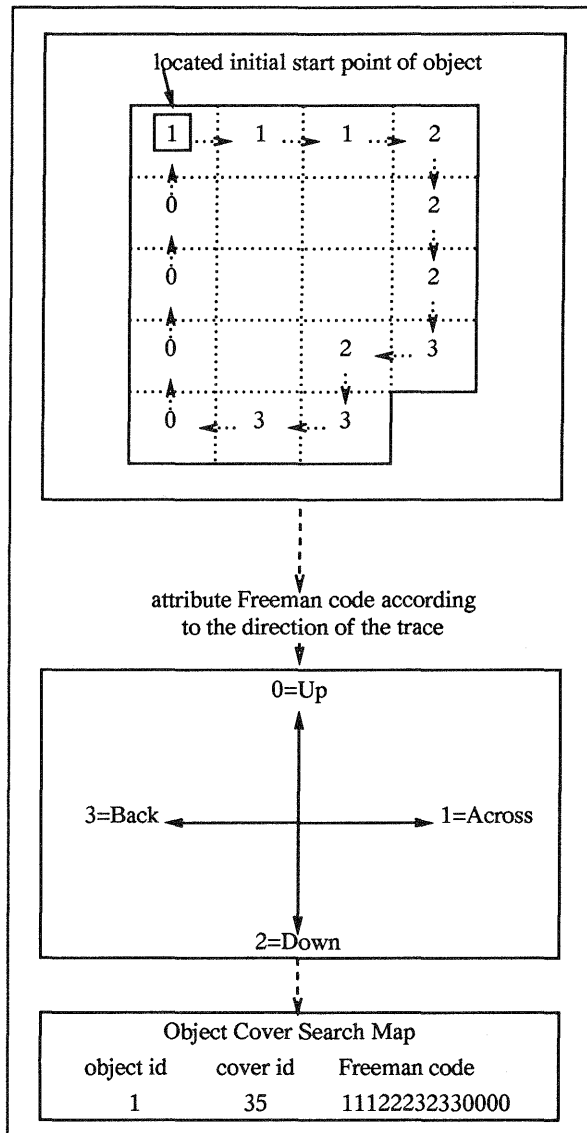 located initial start point of object
1 1 1 2
0 2
0 2
0 2 3
0 3 3
attribute Freeman code according
to the direction of the trace
0=Up
3=Back 1=Across
2=Down
Object Cover Search Map
object id cover id Freeman code
1 35 11122232330000